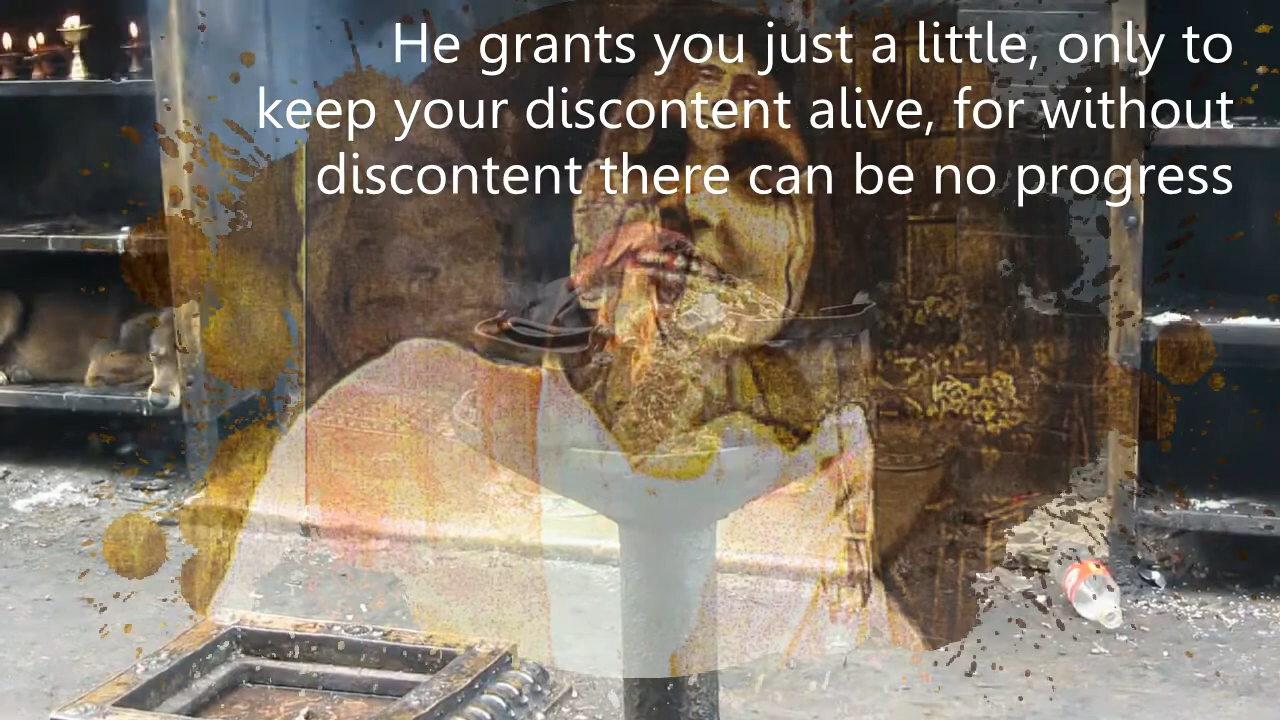 He grants you just a little, only to
keep your discontent alive, for without
discontent there can be no progress